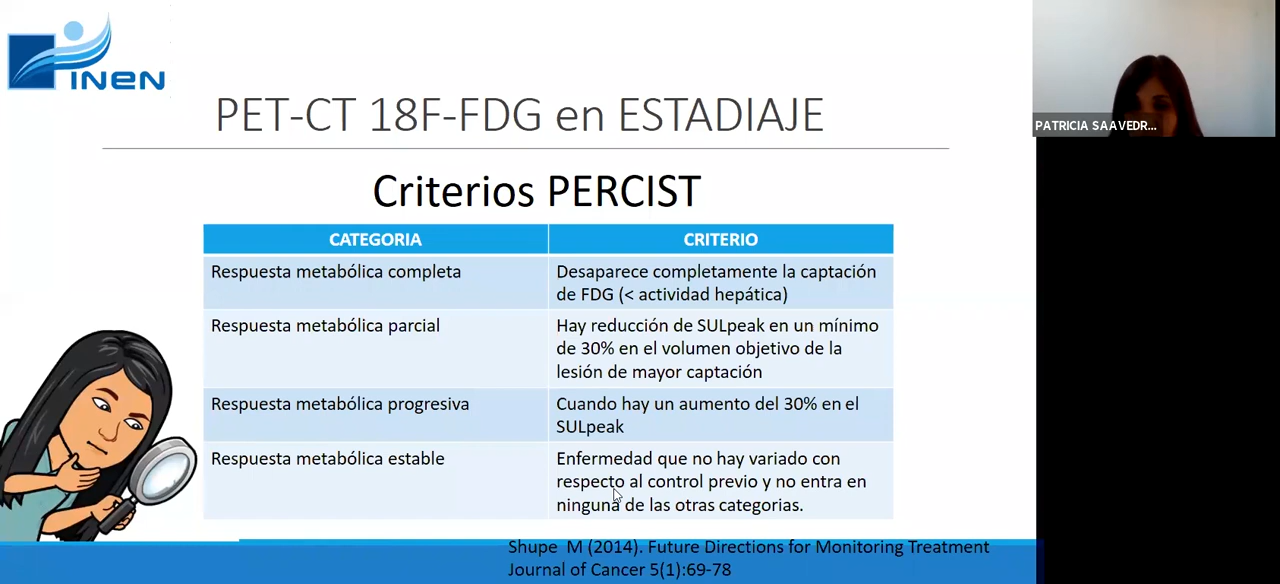 INEN
PET-CT 18F-FDG en ESTADIAJE
PATRICIA SAAVEDR...
Criterios PERCIST
CATEGORIA
CRITERIO
Respuesta metabólica completa
Desaparece completamente la captación
de FDG (< actividad hepática)
Respuesta metabólica parcial
Hay reducción de SULpeak en un mínimo
de 30% en el volumen objetivo de la
lesión de mayor captación
Respuesta metabólica progresiva
Cuando hay un aumento del 30% en el
SULpeak
Respuesta metabólica estable
Enfermedad que no hay variado con
respecto al control previo y no entra en
ninguna de las otras categorias.
Shupe M (2014). Future Directions for Monitoring Treatment
Journal of Cancer 5(1):69-78